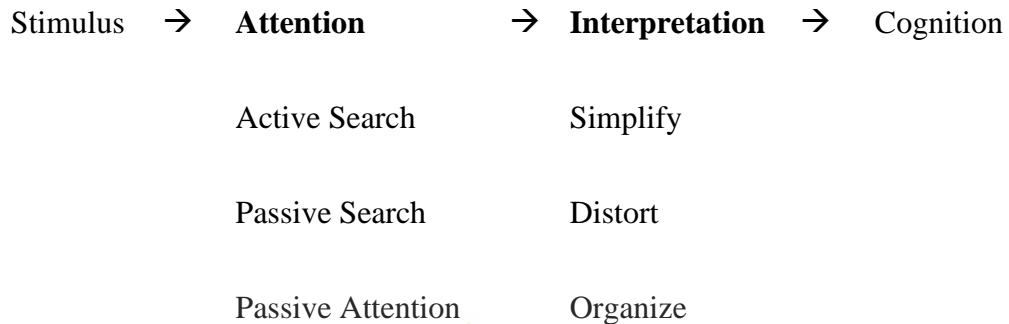 Stimulus → Attention → Interpretation → Cognition
Active Search Simplify
Passive Search Distort
Passive Attention Organize